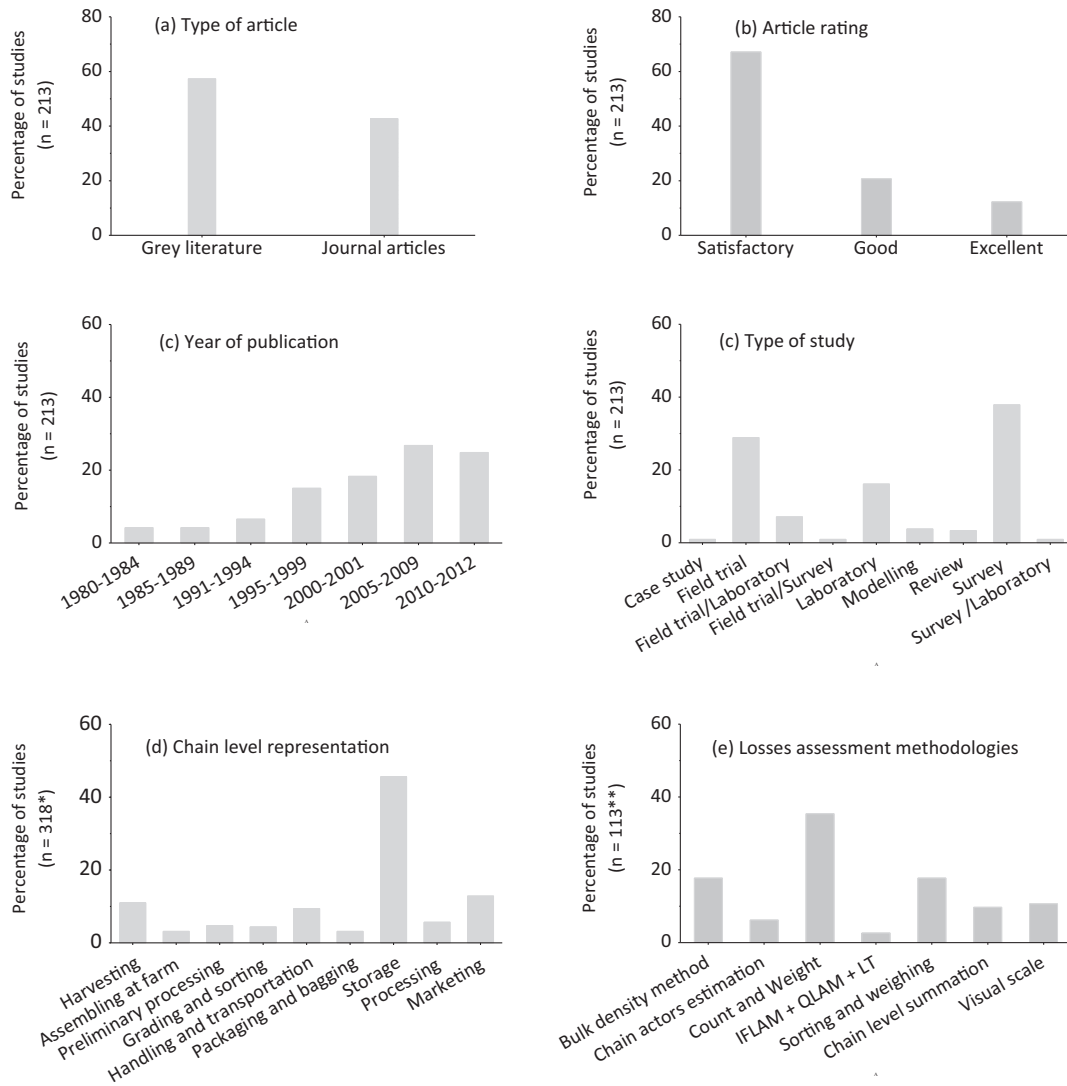 (a) Type of article
Percentage of studies
(n = 213)
80
60
40
20
0
Grey literature
Journal articles
(b) Article rating
Percentage of studies
(n = 213)
80
60
40
20
0
Satisfactory
Good
Excellent
(c) Year of publication
Percentage of studies
(n = 213)
60
40
20
0
1980-1984
1985-1989
1991-1994
1995-1999
2000-2001
2005-2009
2010-2012
(c) Type of study
Percentage of studies
(n = 213)
60
40
20
0
Case study
Field trial
Field trial/Laboratory
Field trial/Survey
Laboratory
Modelling
Review
Survey
Survey /Laboratory
(d) Chain level representation
Percentage of studies
(n = 318*)
60
40
20
0
Harvesting
Assembling at farm
Preliminary processing
Grading and sorting
Handling and transportation
Packaging and bagging
Storage
Processing
Marketing
(e) Losses assessment methodologies
Percentage of studies
(n = 113**)
60
40
20
0
Bulk density method
Chain actors estimation
Count and Weight
IFLAM + QLAM + LT
Sorting and weighing
Chain level summation
Visual scale